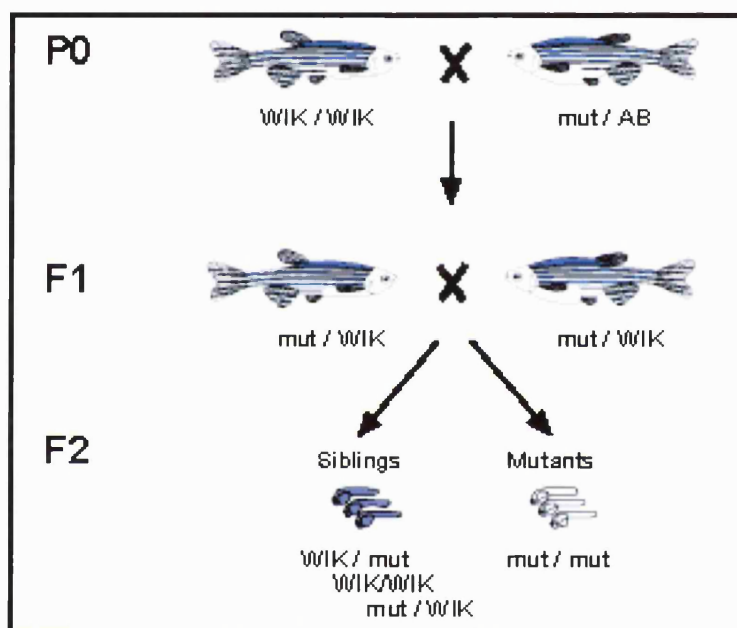 P0
X
WIK / WIK
mut / AB
F1
X
mut / WIK
mut / WIK
F2
Siblings
Mutants
WIK / mut
mut / mut
WIK/WIK
mut / WIK